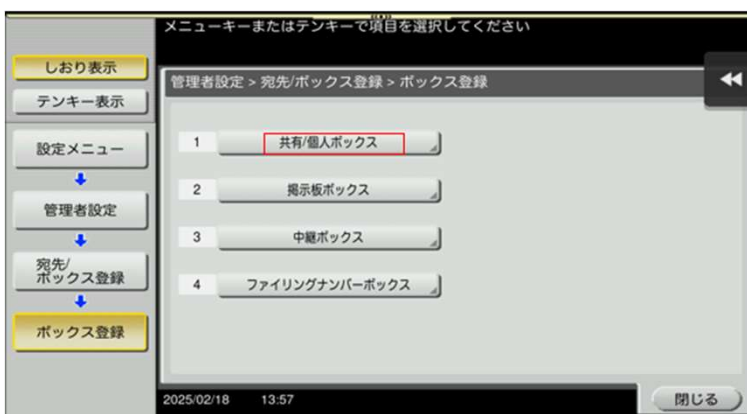 メニューキーまたはテンキーで項目を選択してください
しおり表示
テンキー表示
設定メニュー
管理者設定
宛先/
ボックス登録
ボックス登録
管理者設定 > 宛先/ボックス登録 > ボックス登録
1 共有/個人ボックス
2 掲示板ボックス
3 中継ボックス
4 ファイリングナンバーボックス
2025/02/18 13:57
閉じる